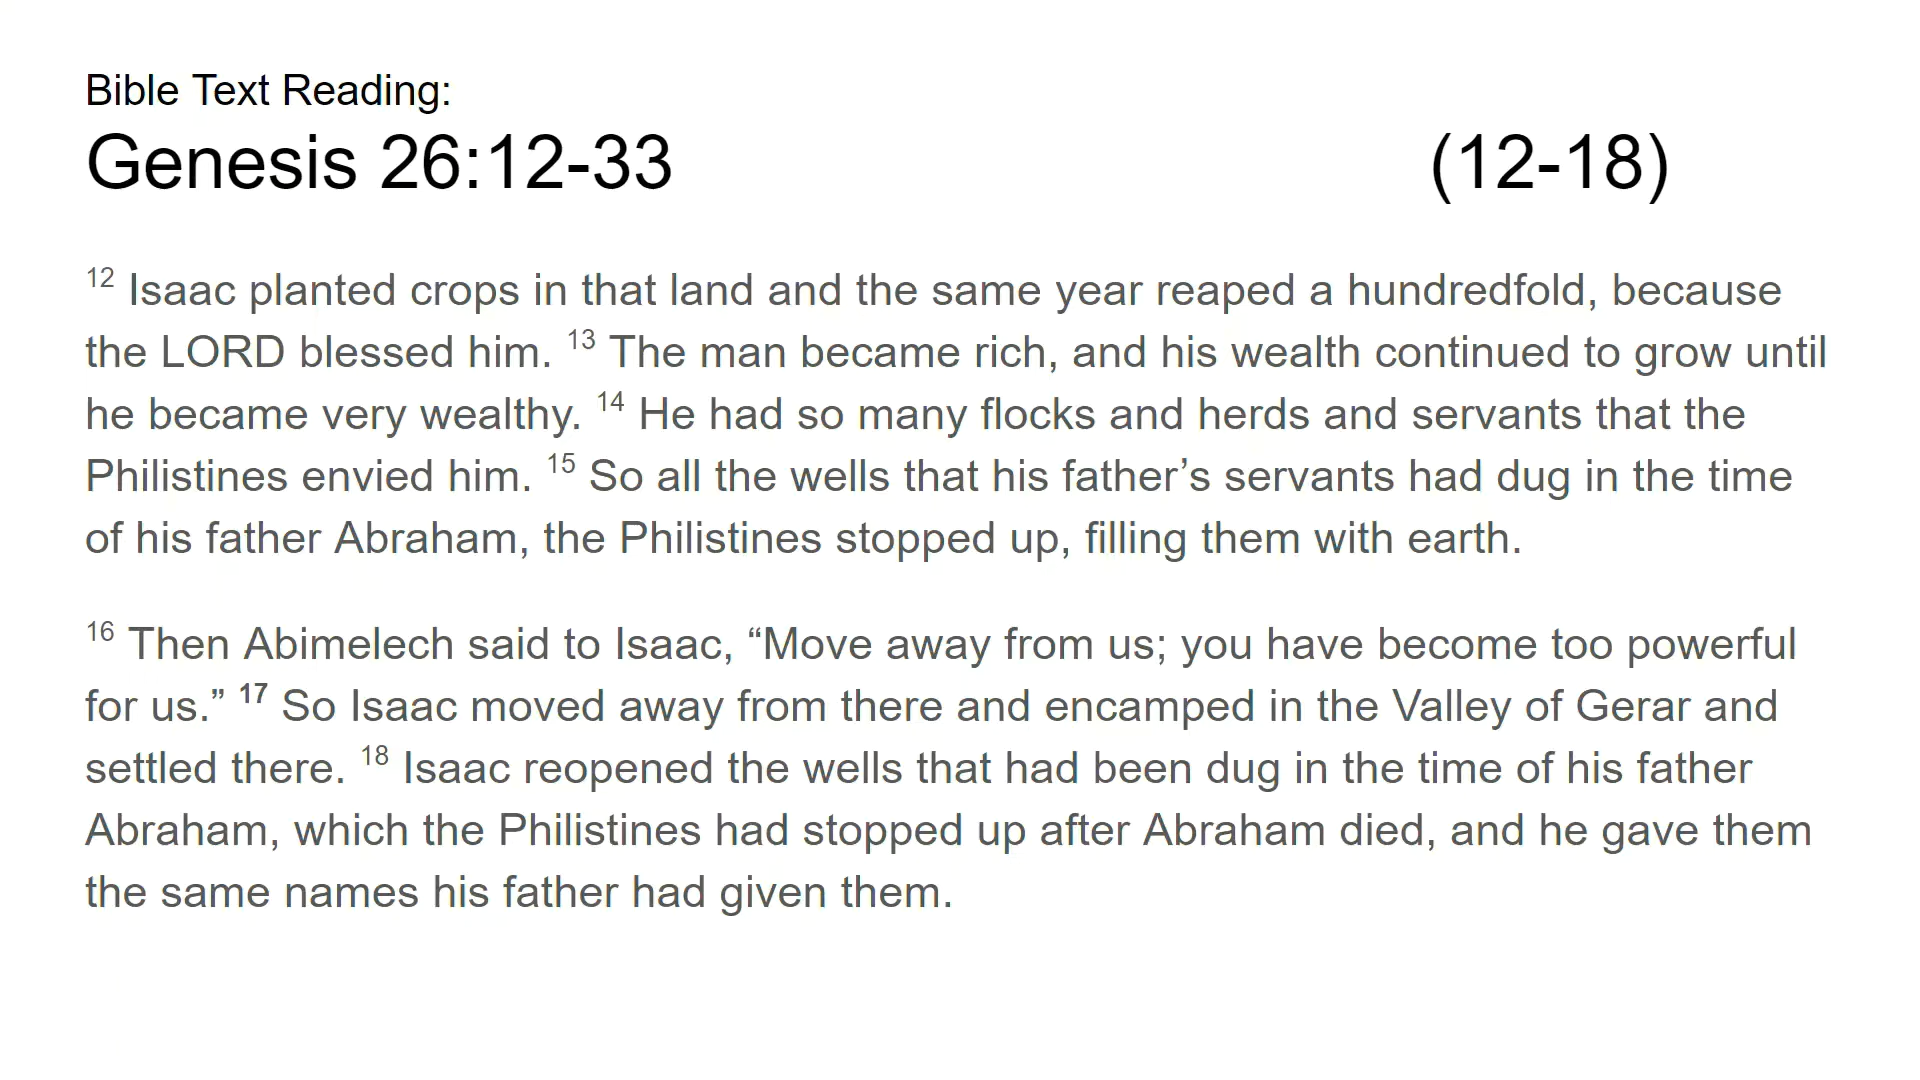 Bible Text Reading:
Genesis 26:12-33 (12-18)
12 Isaac planted crops in that land and the same year reaped a hundredfold, because
the LORD blessed him. 13 The man became rich, and his wealth continued to grow until
he became very wealthy. 14 He had so many flocks and herds and servants that the
Philistines envied him. 15 So all the wells that his father’s servants had dug in the time
of his father Abraham, the Philistines stopped up, filling them with earth.
16 Then Abimelech said to Isaac, “Move away from us; you have become too powerful
for us.” 17 So Isaac moved away from there and encamped in the Valley of Gerar and
settled there. 18 Isaac reopened the wells that had been dug in the time of his father
Abraham, which the Philistines had stopped up after Abraham died, and he gave them
the same names his father had given them.